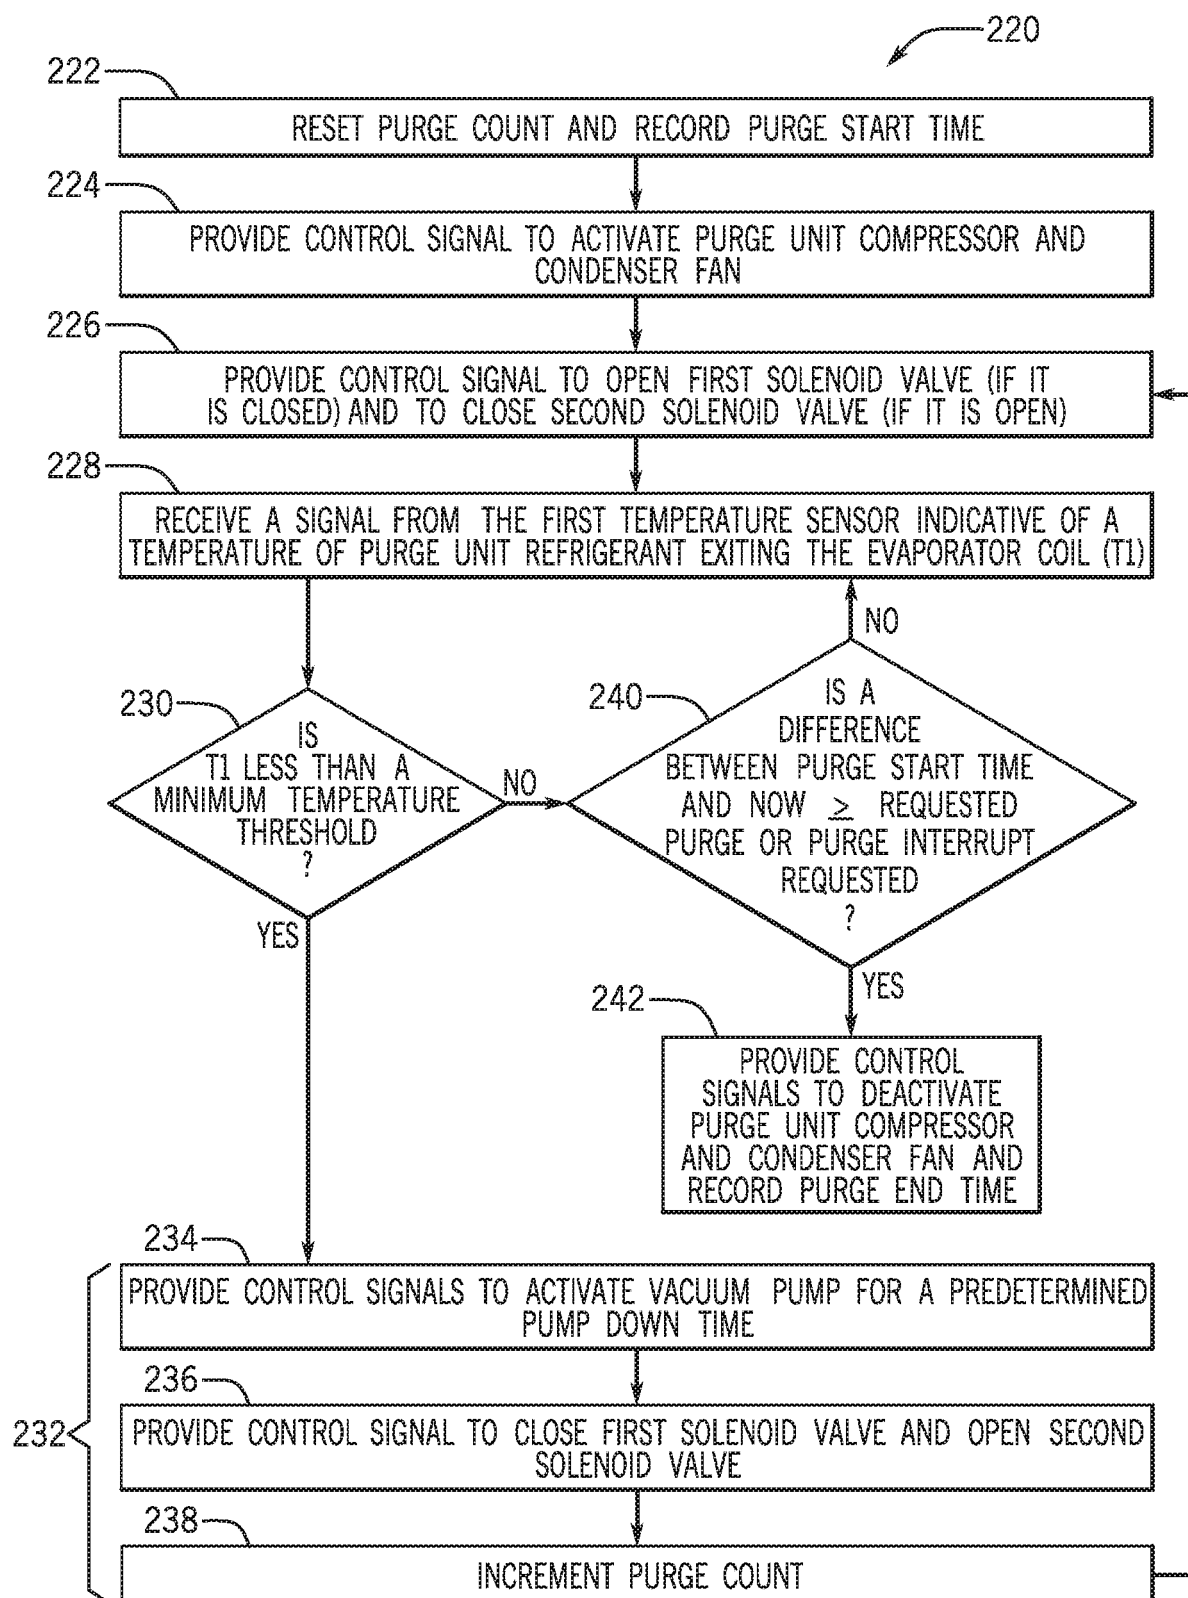 220
222
RESET PURGE COUNT AND RECORD PURGE START TIME
224
PROVIDE CONTROL SIGNAL TO ACTIVATE PURGE UNIT COMPRESSOR AND
CONDENSER FAN
226
PROVIDE CONTROL SIGNAL TO OPEN FIRST SOLENOID VALVE (IF IT
IS CLOSED) AND TO CLOSE SECOND SOLENOID VALVE (IF IT IS OPEN)
228
RECEIVE A SIGNAL FROM THE FIRST TEMPERATURE SENSOR INDICATIVE OF A
TEMPERATURE OF PURGE UNIT REFRIGERANT EXITING THE EVAPORATOR COIL (T1)
230
IS
T1 LESS THAN A
MINIMUM TEMPERATURE
THRESHOLD
?
NO
YES
240
NO
IS A
DIFFERENCE
BETWEEN PURGE START TIME
AND NOW ≥ REQUESTED
PURGE OR PURGE INTERRUPT
REQUESTED
?
YES
242
PROVIDE CONTROL
SIGNALS TO DEACTIVATE
PURGE UNIT COMPRESSOR
AND CONDENSER FAN AND
RECORD PURGE END TIME
232
234
PROVIDE CONTROL SIGNALS TO ACTIVATE VACUUM PUMP FOR A PREDETERMINED
PUMP DOWN TIME
236
PROVIDE CONTROL SIGNAL TO CLOSE FIRST SOLENOID VALVE AND OPEN SECOND
SOLENOID VALVE
238
INCREMENT PURGE COUNT